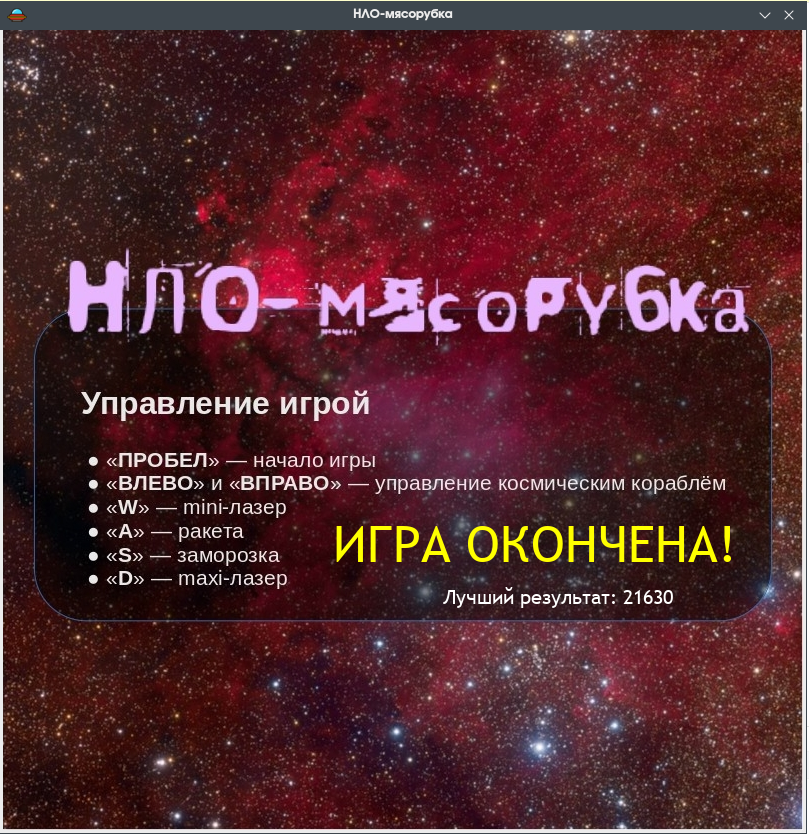 НЛО-мясорубка
НЛО-мясорубка
Управление игрой
● «ПРОБЕЛ» — начало игры
● «ВЛЕВО» и «ВПРАВО» — управление космическим кораблём
● «W» — mini-лазер
● «A» — ракета
● «S» — заморозка
● «D» — maxi-лазер
ИГРА ОКОНЧЕНА!
Лучший результат: 21630